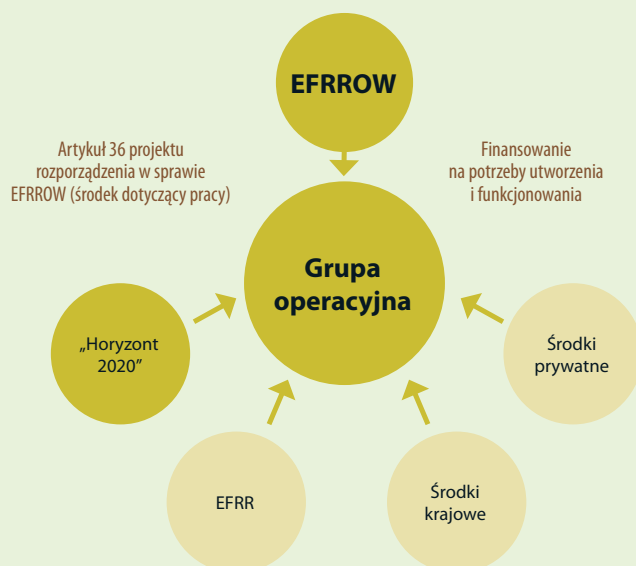 EFRROW
Artykuł 36 projektu
rozporządzenia w sprawie
EFRROW (środek dotyczący pracy)
Finansowanie
na potrzeby utworzenia
i funkcjonowania
Grupa
operacyjna
„Horyzont
2020”
Środki
prywatne
EFRR
Środki
krajowe